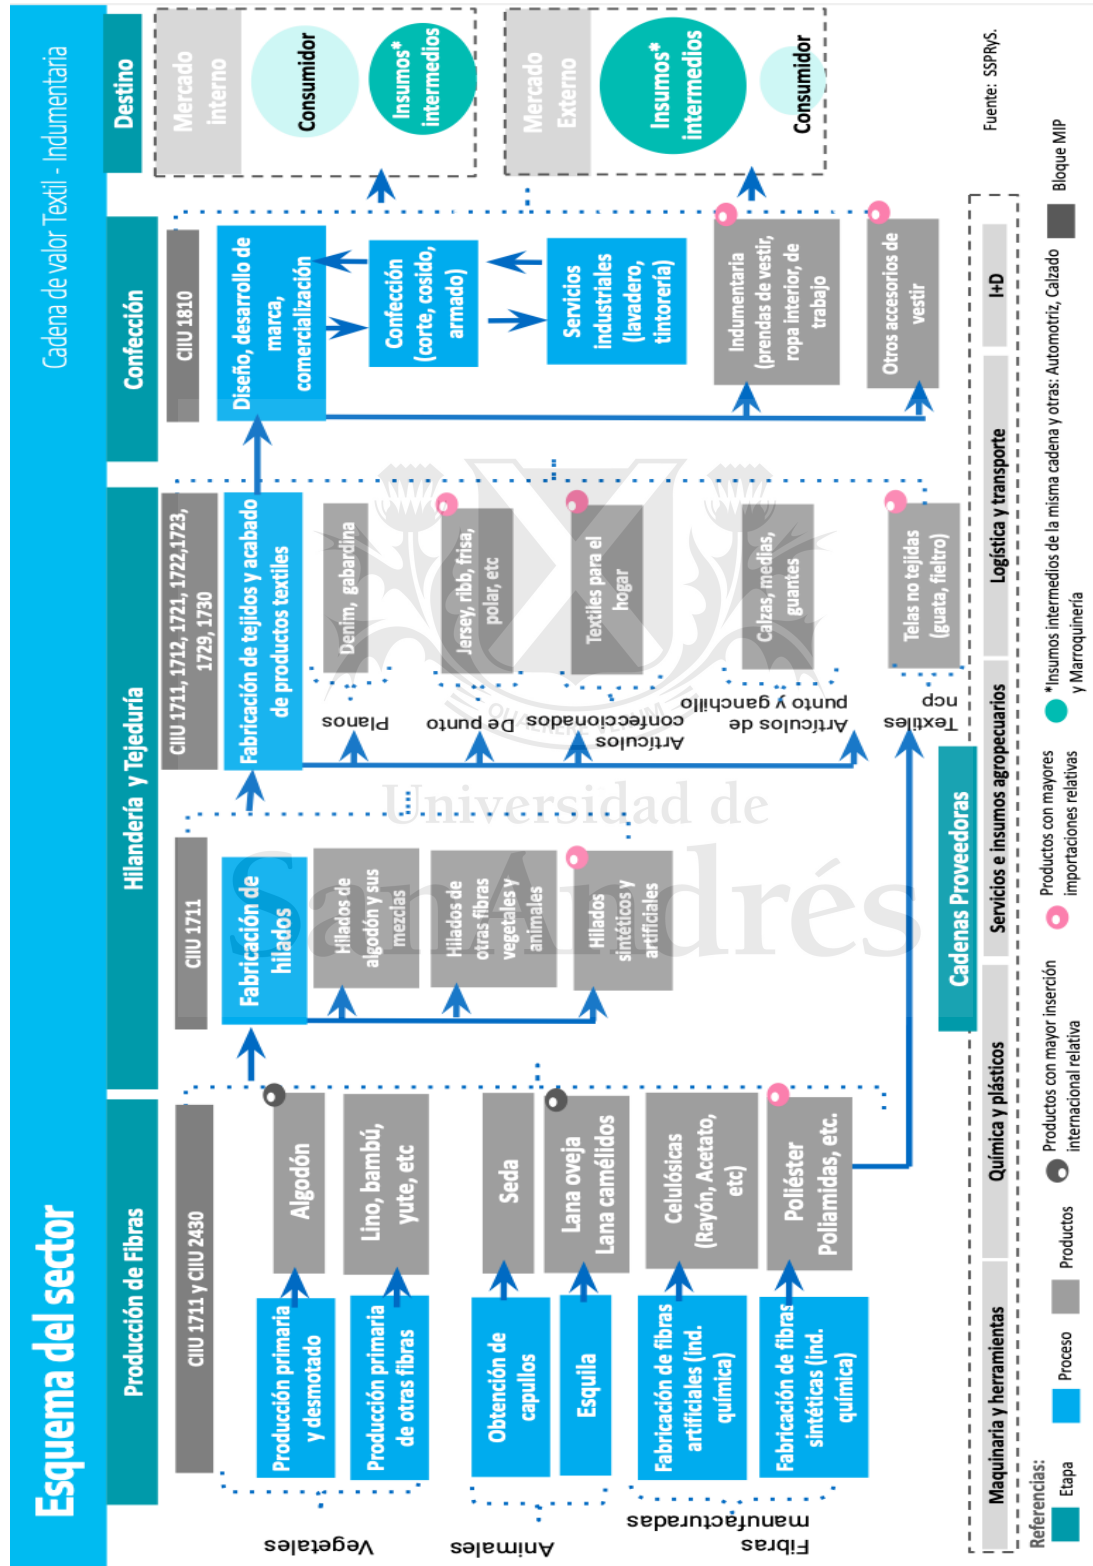 Esquema del sector
Cadena de valor Textil - Indumentaria
Producción de Fibras
Hilandería y Tejeduría
Confección
Destino
CIIU 1711 y CIIU 2430
Vegetales
Producción primaria
y desmotado
Algodón
Producción primaria
de otras fibras
Lino, bambú,
yute, etc
Animales
Obtención de
capullos
Seda
Esquila
Lana oveja
Lana camélidos
Fibras
manufacturadas
Fabricación de fibras
artificiales (ind.
química)
Celulósicas
(Rayón, Acetato,
etc)
Fabricación de fibras
sintéticas (ind.
química)
Poliéster
Poliamidas, etc.
CIIU 1711
Fabricación de
hilados
Hilados de
algodón y sus
mezclas
Hilados de
otras fibras
vegetales y
animales
Hilados
sintéticos y
artificiales
CIIU 1711, 1712, 1721, 1722,1723,
1729, 1730
Fabricación de tejidos y acabado
de productos textiles
Planos
Denim, gabardina
De punto
Jersey, ribb, frisa,
polar, etc
Artículos
confeccionados
Textiles para el
hogar
Artículos de
punto y ganchillo
Calzas, medias,
guantes
Textiles
ncp
Telas no tejidas
(guata, fieltro)
CIIU 1810
Diseño, desarrollo de
marca,
comercialización
Confección
(corte, cosido,
armado)
Servicios
industriales
(lavadero,
tintorería)
Indumentaria
(prendas de vestir,
ropa interior, de
trabajo
Otros accesorios de
vestir
Mercado
interno
Consumidor
Insumos*
intermedios
Mercado
Externo
Insumos*
intermedios
Consumidor
Cadenas Proveedoras
Maquinaria y herramientas
Química y plásticos
Servicios e insumos agropecuarios
Logística y transporte
I+D
Fuente: SSPRyS.
Referencias:
Etapa
Proceso
Productos
Productos con mayor inserción
internacional relativa
Productos con mayores
importaciones relativas
*Insumos intermedios de la misma cadena y otras: Automotriz, Calzado
y Marroquinería
Bloque MIP
QUAERERE VERUM
Universidad de
SanAndrés